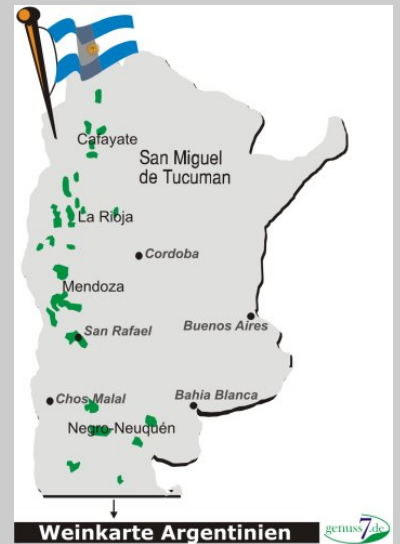 Cafayate
San Miguel
de Tucuman
La Rioja
Cordoba
Mendoza
San Rafael
Buenos Aires
Chos Malal
Bahia Blanca
Negro-Neuquén
Weinkarte Argentinien
genuss7.de